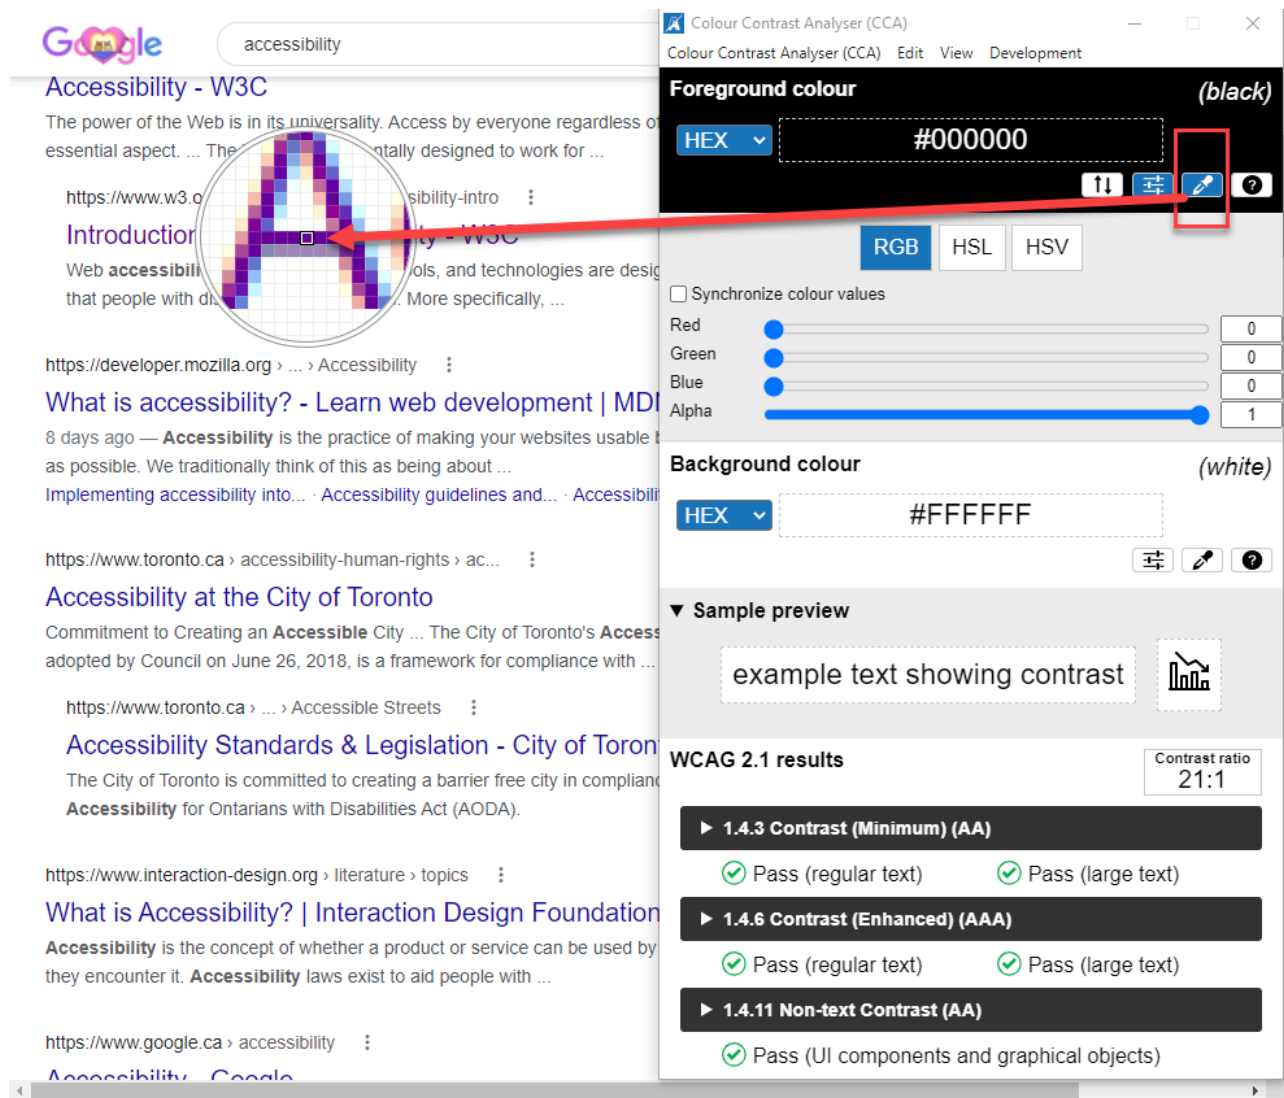 Google
accessibility
Accessibility - W3C
The power of the Web is in its universality. Access by everyone regardless of
essential aspect. ... The ntally designed to work for ...
https://www.w3.o sibility-intro
Introduction ty - W3C
Web accessibili ols, and technologies are desig
that people with di . More specifically, ...
https://developer.mozilla.org › ... › Accessibility
What is accessibility? - Learn web development | MDN
8 days ago — Accessibility is the practice of making your websites usable b
as possible. We traditionally think of this as being about ...
Implementing accessibility into... · Accessibility guidelines and... · Accessibilit
https://www.toronto.ca › accessibility-human-rights › ac...
Accessibility at the City of Toronto
Commitment to Creating an Accessible City ... The City of Toronto's Access
adopted by Council on June 26, 2018, is a framework for compliance with ...
https://www.toronto.ca › ... › Accessible Streets
Accessibility Standards & Legislation - City of Toron
The City of Toronto is committed to creating a barrier free city in complianc
Accessibility for Ontarians with Disabilities Act (AODA).
https://www.interaction-design.org › literature › topics
What is Accessibility? | Interaction Design Foundation
Accessibility is the concept of whether a product or service can be used by
they encounter it. Accessibility laws exist to aid people with ...
https://www.google.ca › accessibility
Accessibility - Google
A
Colour Contrast Analyser (CCA)
Colour Contrast Analyser (CCA) Edit View Development
Foreground colour (black)
HEX #000000
RGB HSL HSV
Synchronize colour values
Red 0
Green 0
Blue 0
Alpha 1
Background colour (white)
HEX #FFFFFF
▼ Sample preview
example text showing contrast
WCAG 2.1 results
Contrast ratio
21:1
▶ 1.4.3 Contrast (Minimum) (AA)
Pass (regular text) Pass (large text)
▶ 1.4.6 Contrast (Enhanced) (AAA)
Pass (regular text) Pass (large text)
▶ 1.4.11 Non-text Contrast (AA)
Pass (UI components and graphical objects)